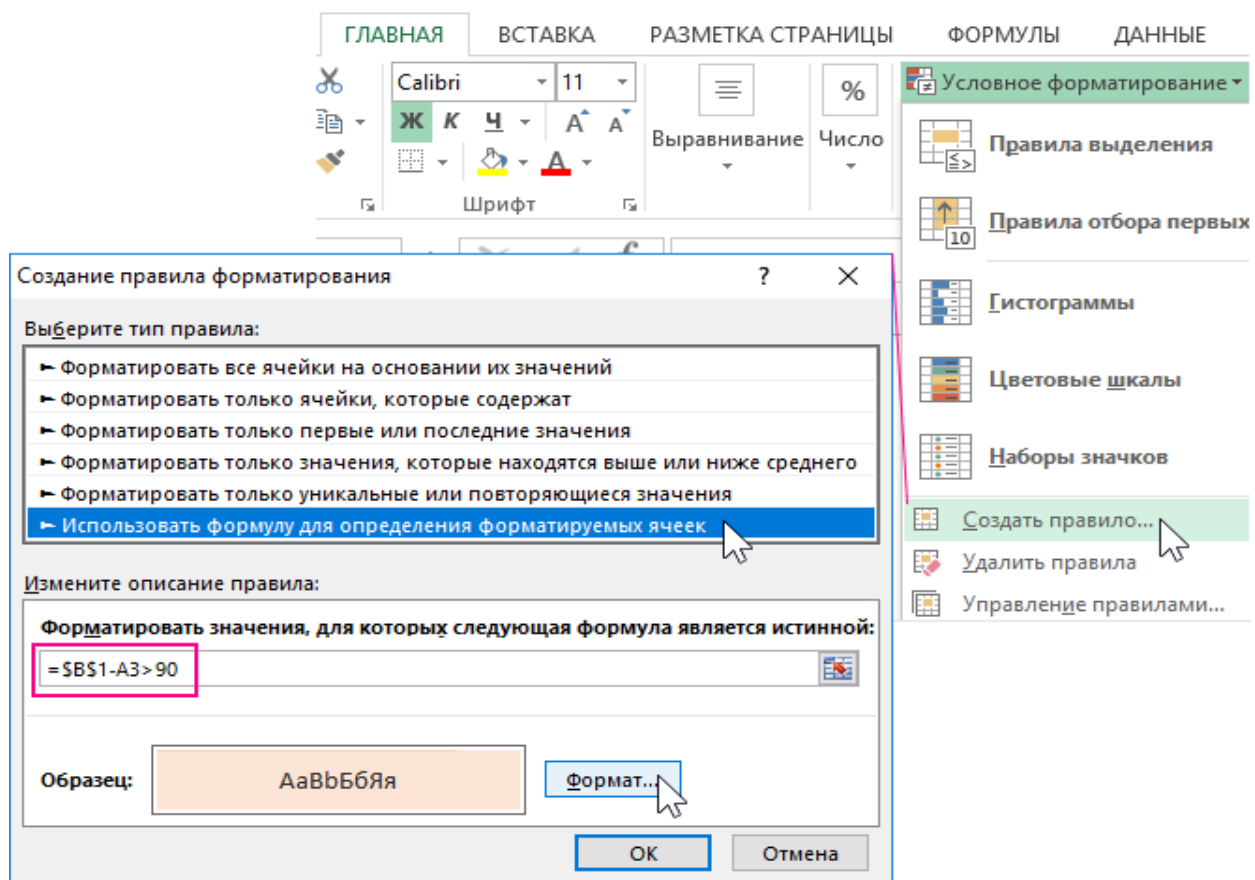 ГЛАВНАЯ ВСТАВКА РАЗМЕТКА СТРАНИЦЫ ФОРМУЛЫ ДАННЫЕ
Calibri 11
Ж К Ч А А
А
Выравнивание
%
Число
Шрифт
Условное форматирование
Правила выделения
10
Правила отбора первых
Гистограммы
Цветовые шкалы
Наборы значков
Создать правило...
Удалить правила
Управление правилами...
Создание правила форматирования ?
Выберите тип правила:
► Форматировать все ячейки на основании их значений
► Форматировать только ячейки, которые содержат
► Форматировать только первые или последние значения
► Форматировать только значения, которые находятся выше или ниже среднего
► Форматировать только уникальные или повторяющиеся значения
► Использовать формулу для определения форматируемых ячеек
Измените описание правила:
Форматировать значения, для которых следующая формула является истинной:
=$B$1-A3>90
Образец: АаВbБбЯя Формат...
ОК Отмена